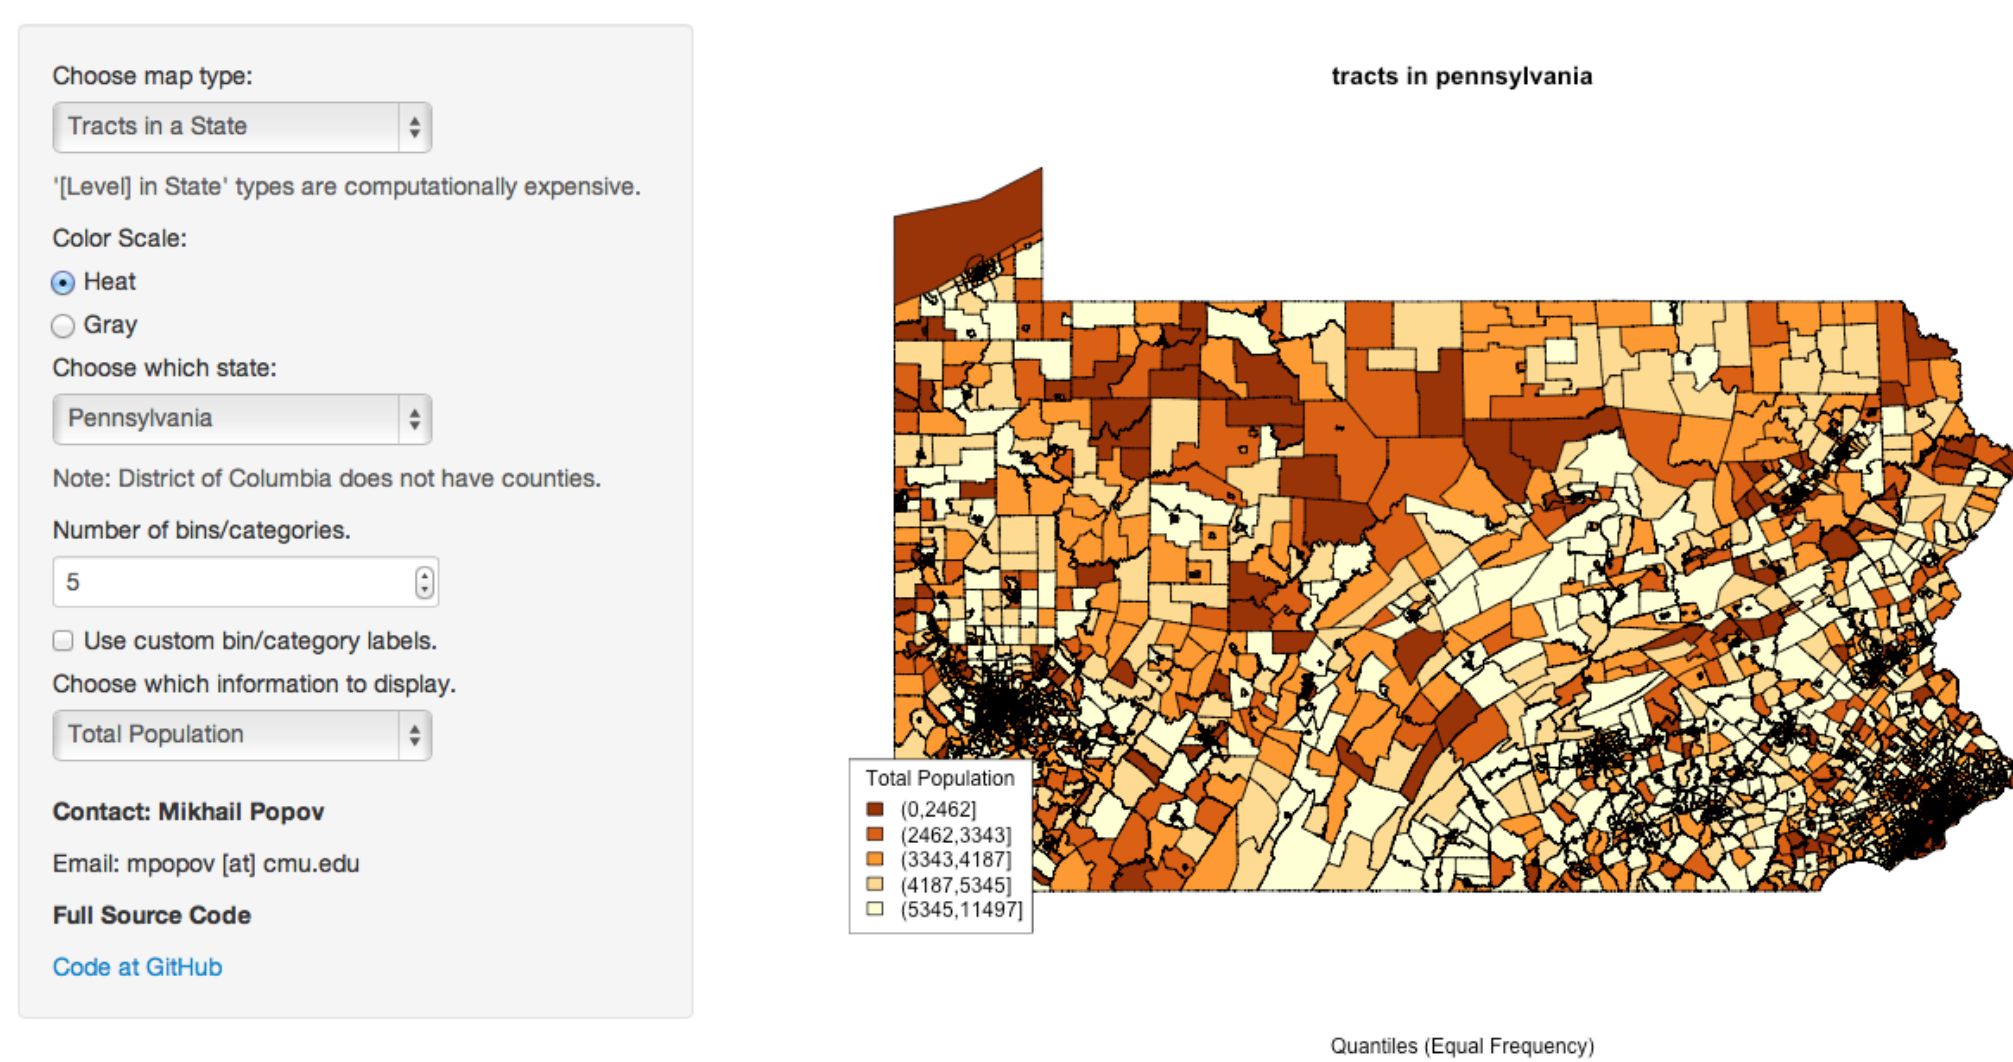 Choose map type:
Tracts in a State
'[Level] in State' types are computationally expensive.
Color Scale:
Heat
Gray
Choose which state:
Pennsylvania
Note: District of Columbia does not have counties.
Number of bins/categories.
5
Use custom bin/category labels.
Choose which information to display.
Total Population
Contact: Mikhail Popov
Email: mpopov [at] cmu.edu
Full Source Code
Code at GitHub
tracts in pennsylvania
Total Population
(0,2462]
(2462,3343]
(3343,4187]
(4187,5345]
(5345,11497]
Quantiles (Equal Frequency)